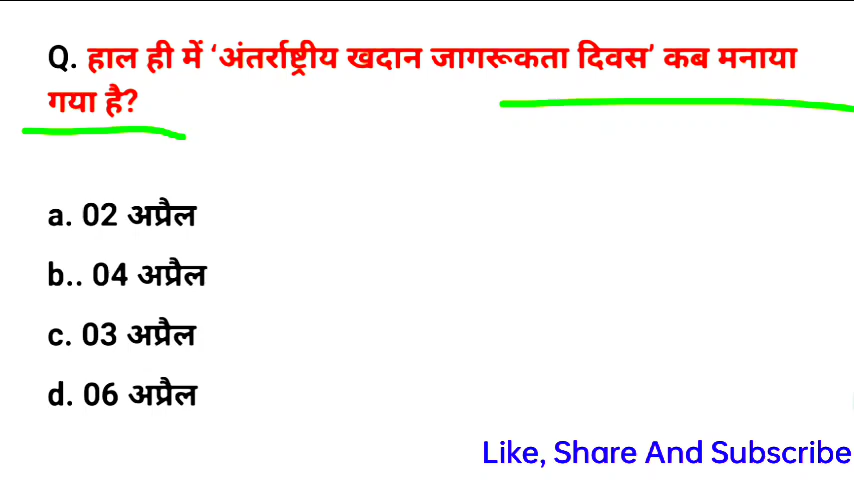 Q. हाल ही में ‘अंतर्राष्ट्रीय खदान जागरूकता दिवस’ कब मनाया
गया है?
a. 02 अप्रैल
b.. 04 अप्रैल
c. 03 अप्रैल
d. 06 अप्रैल
Like, Share And Subscribe